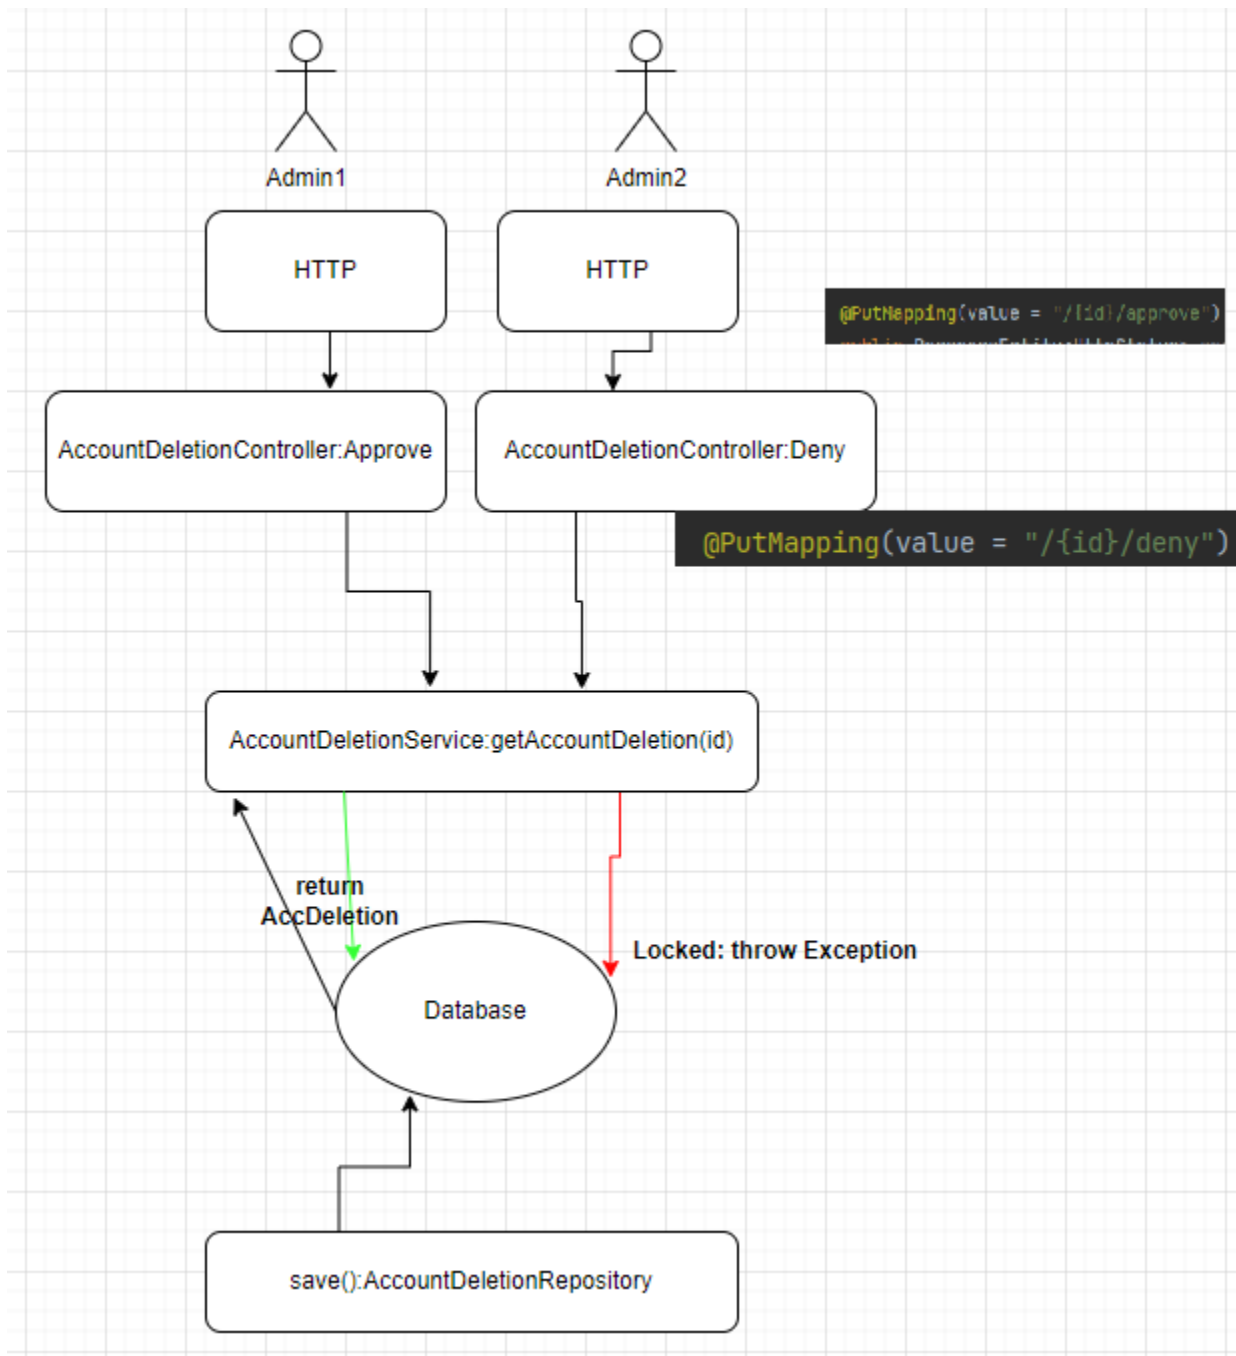 Admin1
Admin2
HTTP
HTTP
@PutMapping(value = "/{id}/approve")
AccountDeletionController:Approve
AccountDeletionController:Deny
@PutMapping(value = "/{id}/deny")
AccountDeletionService:getAccountDeletion(id)
return
AccDeletion
Locked: throw Exception
Database
save():AccountDeletionRepository